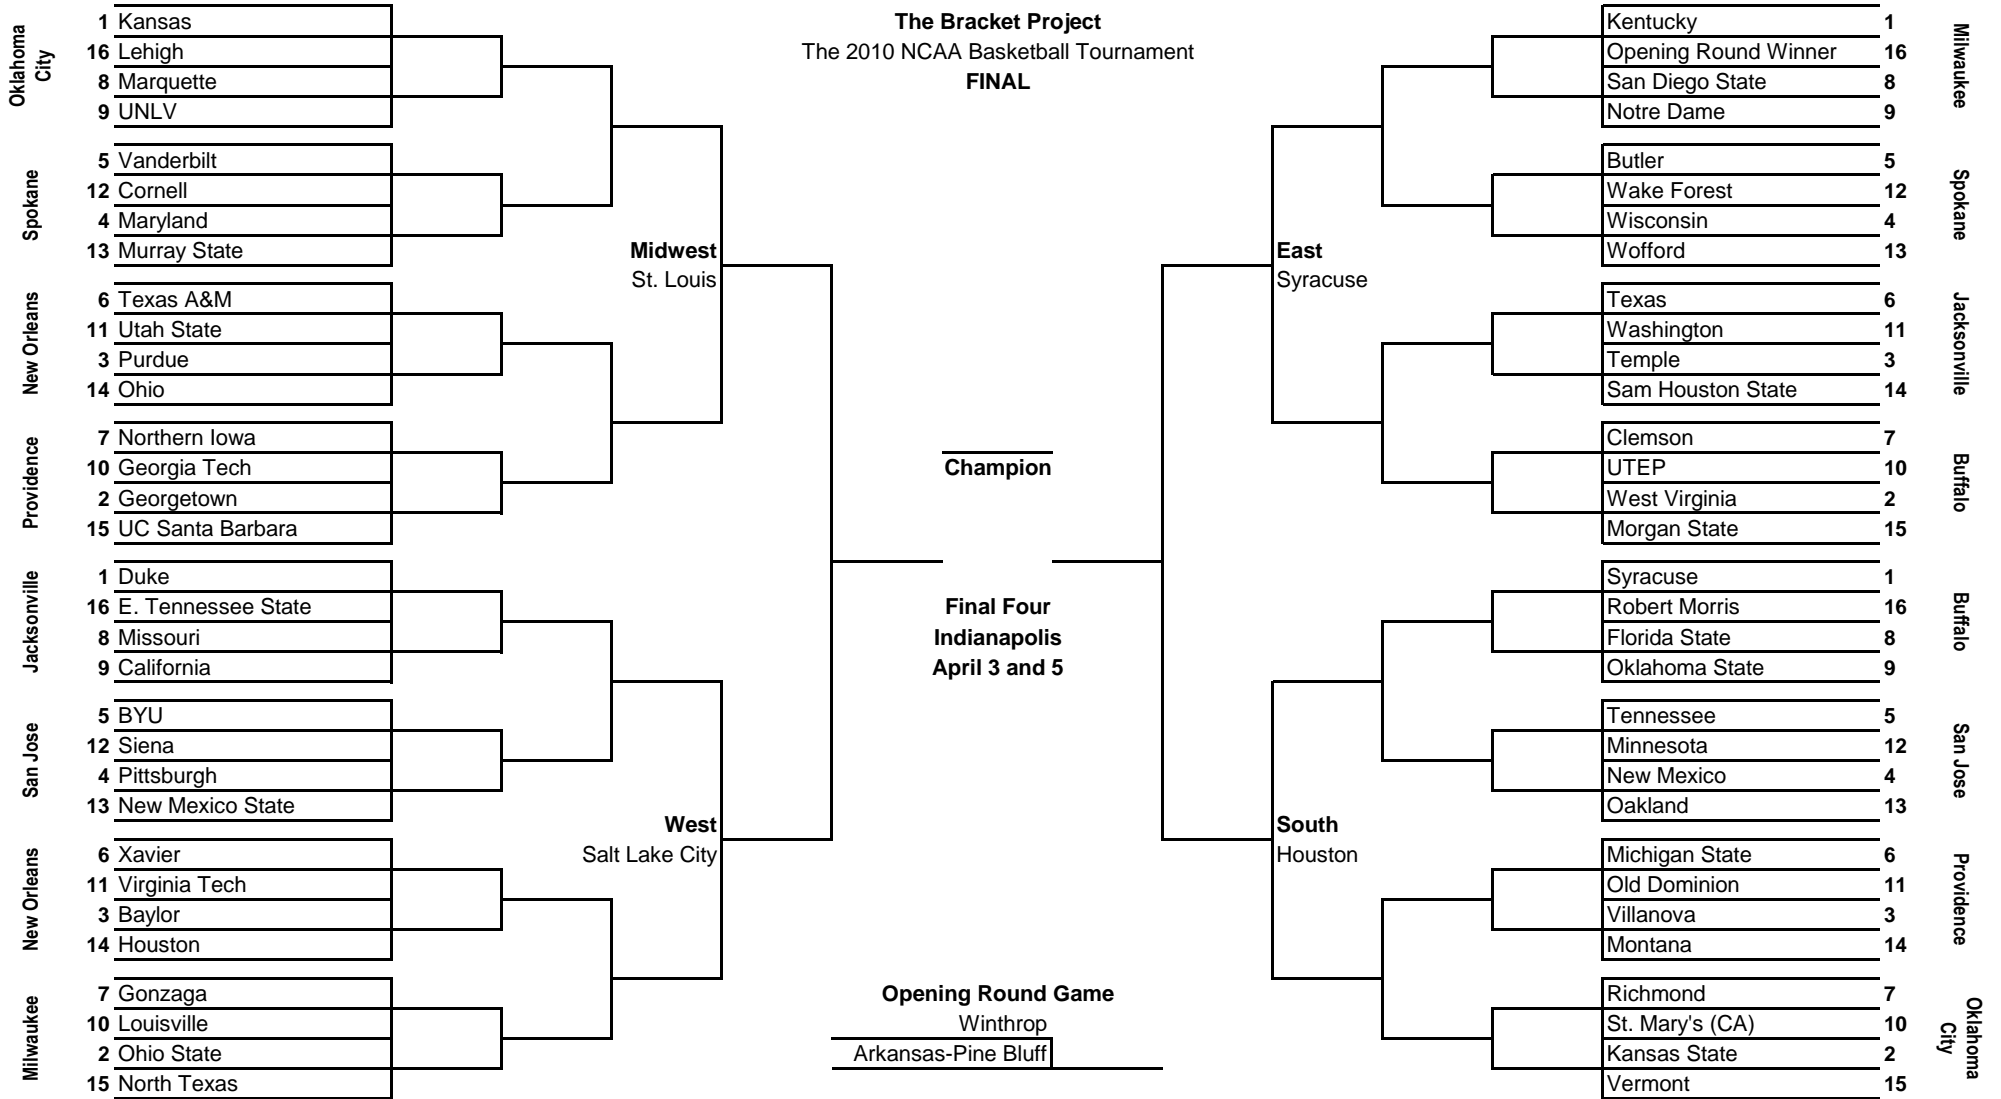 The Bracket Project
The 2010 NCAA Basketball Tournament
FINAL
Oklahoma
City
1 Kansas
16 Lehigh
8 Marquette
9 UNLV
Spokane
5 Vanderbilt
12 Cornell
4 Maryland
13 Murray State
Midwest
St. Louis
New Orleans
6 Texas A&M
11 Utah State
3 Purdue
14 Ohio
Providence
7 Northern Iowa
10 Georgia Tech
2 Georgetown
15 UC Santa Barbara
Jacksonville
1 Duke
16 E. Tennessee State
8 Missouri
9 California
San Jose
5 BYU
12 Siena
4 Pittsburgh
13 New Mexico State
West
Salt Lake City
New Orleans
6 Xavier
11 Virginia Tech
3 Baylor
14 Houston
Milwaukee
7 Gonzaga
10 Louisville
2 Ohio State
15 North Texas
Champion
Final Four
Indianapolis
April 3 and 5
Opening Round Game
Winthrop
Arkansas-Pine Bluff
Kentucky 1
Opening Round Winner 16
San Diego State 8
Notre Dame 9
Milwaukee
Butler 5
Wake Forest 12
Wisconsin 4
Wofford 13
Spokane
East
Syracuse
Texas 6
Washington 11
Temple 3
Sam Houston State 14
Jacksonville
Clemson 7
UTEP 10
West Virginia 2
Morgan State 15
Buffalo
Syracuse 1
Robert Morris 16
Florida State 8
Oklahoma State 9
Buffalo
Tennessee 5
Minnesota 12
New Mexico 4
Oakland 13
San Jose
South
Houston
Michigan State 6
Old Dominion 11
Villanova 3
Montana 14
Providence
Richmond 7
St. Mary's (CA) 10
Kansas State 2
Vermont 15
Oklahoma
City